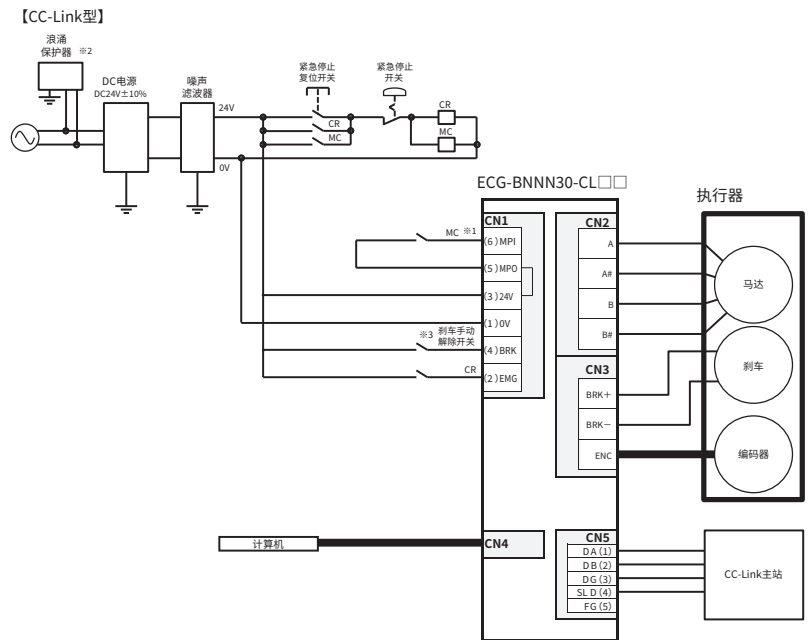 【CC-Link型】
浪涌
保护器 ※2
DC电源
DC24V±10%
噪声
滤波器
24V
0V
紧急停止
复位开关
紧急停止
开关
CR
MC
CR
MC
ECG-BNNN30-CL□□
执行器
CN1
MC ※1
(6)MPI
(5)MPO
(3)24V
(1)0V
※3 刹车手动
解除开关
(4)BRK
CR
(2)EMG
CN2
A
A#
B
B#
马达
CN3
BRK+
BRK−
ENC
刹车
编码器
计算机
CN4
CN5
DA(1)
DB(2)
DG(3)
SLD(4)
FG(5)
CC-Link主站